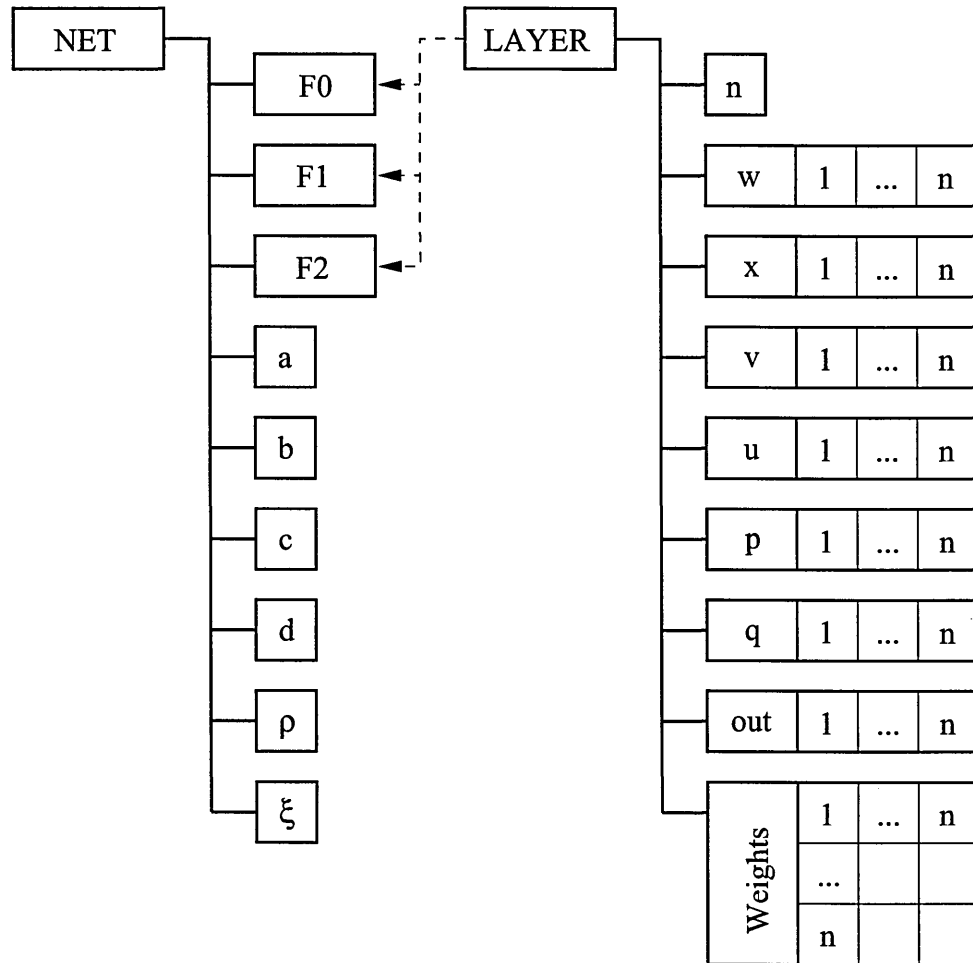 NET
F0
F1
F2
a
b
c
d
ρ
ξ
LAYER
n
w 1 ... n
x 1 ... n
v 1 ... n
u 1 ... n
p 1 ... n
q 1 ... n
out 1 ... n
Weights
1 ... n
...
n